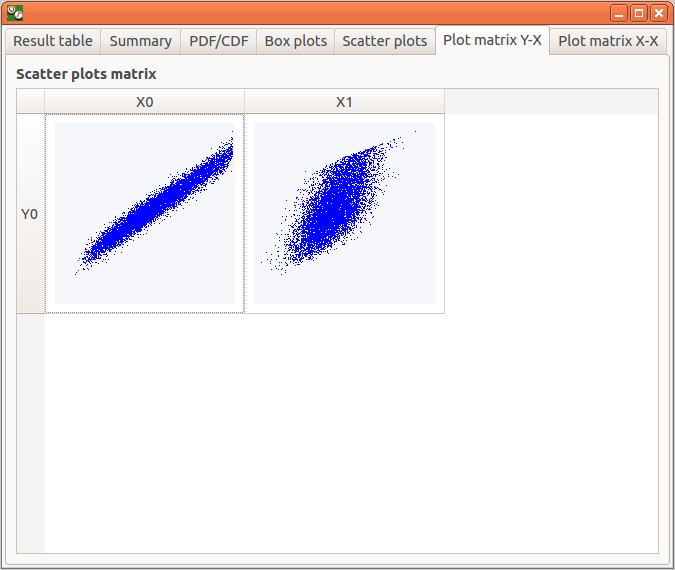 Result table Summary PDF/CDF Box plots Scatter plots Plot matrix Y-X Plot matrix X-X
Scatter plots matrix
X0 X1
Y0